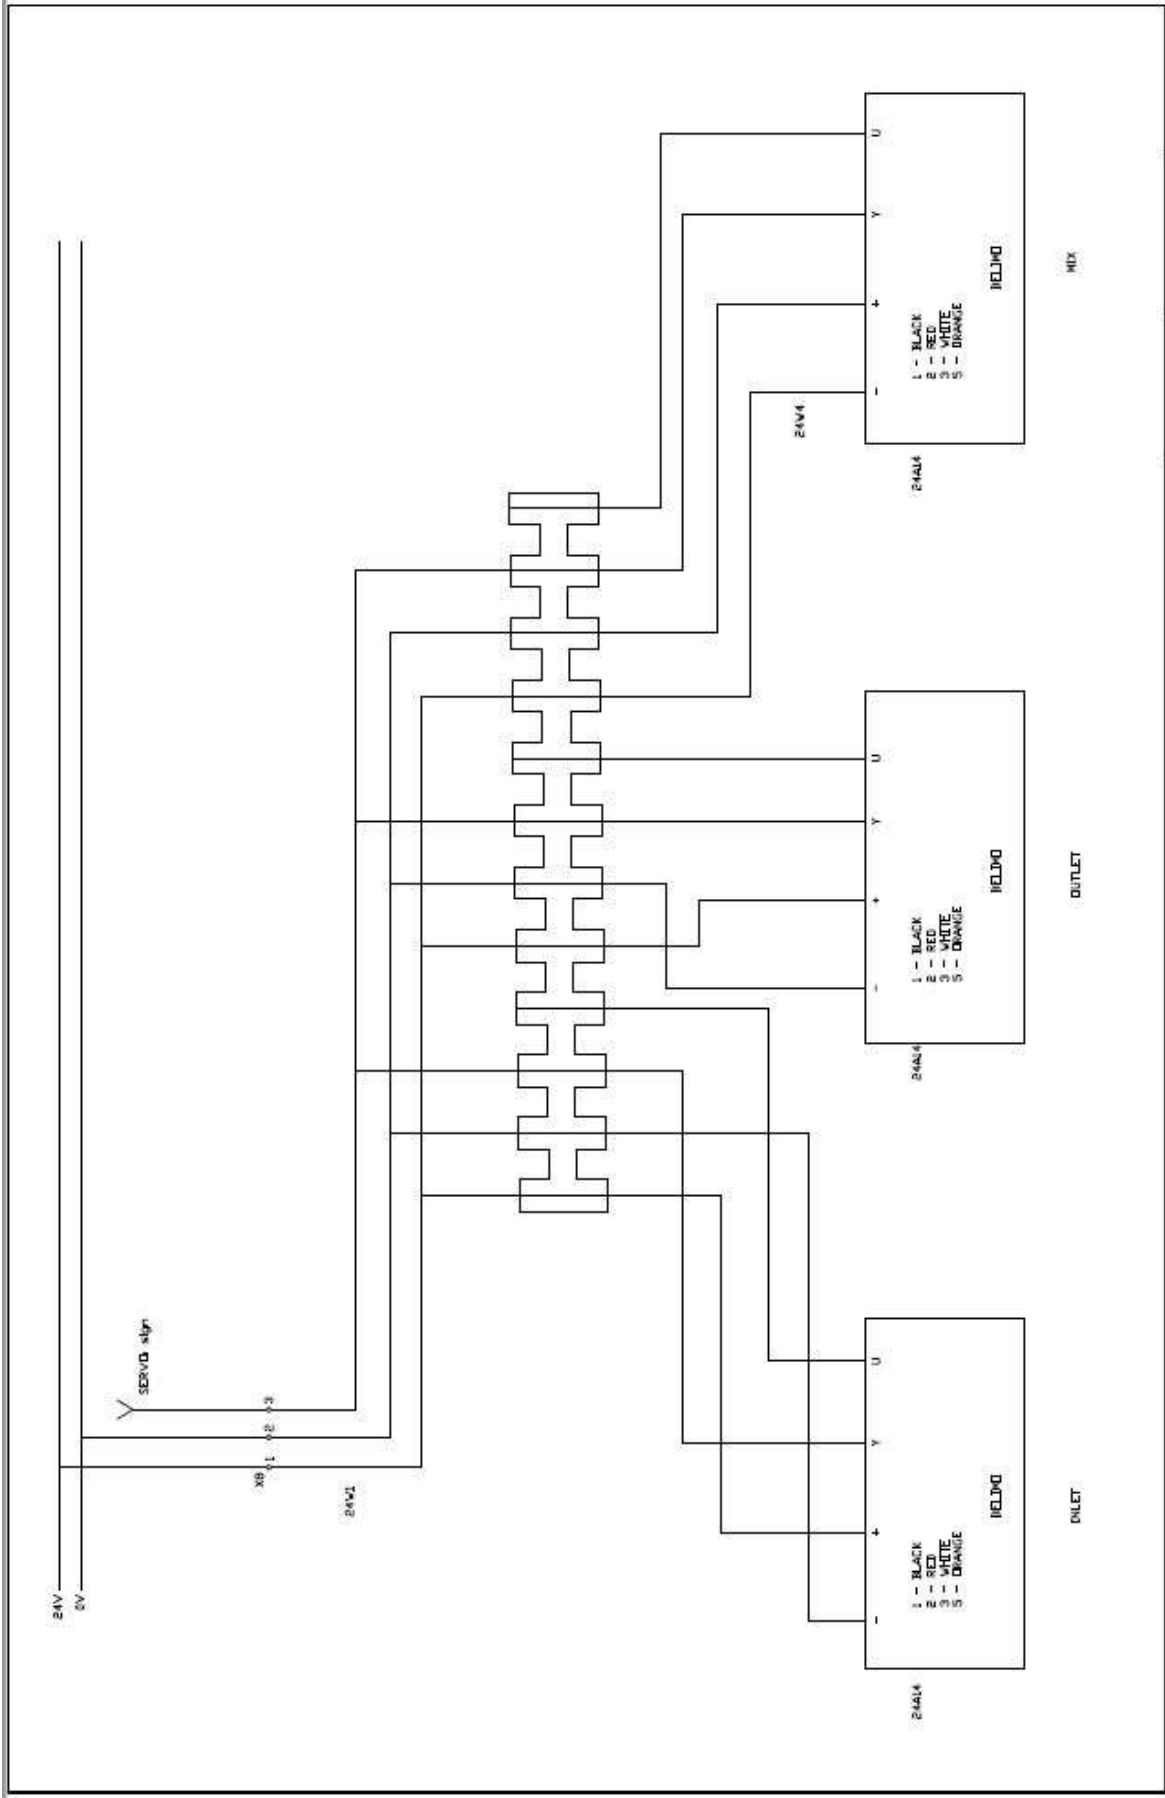 24V
0V
SERVO sign
X8 1 2 3
24W1
24W4
- + Y U
- + Y U
- + Y U
24A14
1 - BLACK
2 - RED
3 - WHITE
5 - ORANGE
BELIMO
INLET
24A14
1 - BLACK
2 - RED
3 - WHITE
5 - ORANGE
BELIMO
OUTLET
24A14
1 - BLACK
2 - RED
3 - WHITE
5 - ORANGE
BELIMO
MIX